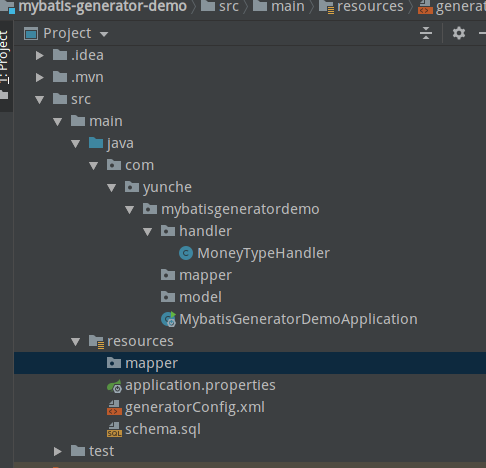 mybatis-generator-demo src main resources generat
Project
1: Project
.idea
.mvn
src
main
java
com
yunche
mybatisgeneratordemo
handler
C MoneyTypeHandler
mapper
model
MybatisGeneratorDemoApplication
resources
mapper
application.properties
generatorConfig.xml
SQL schema.sql
test